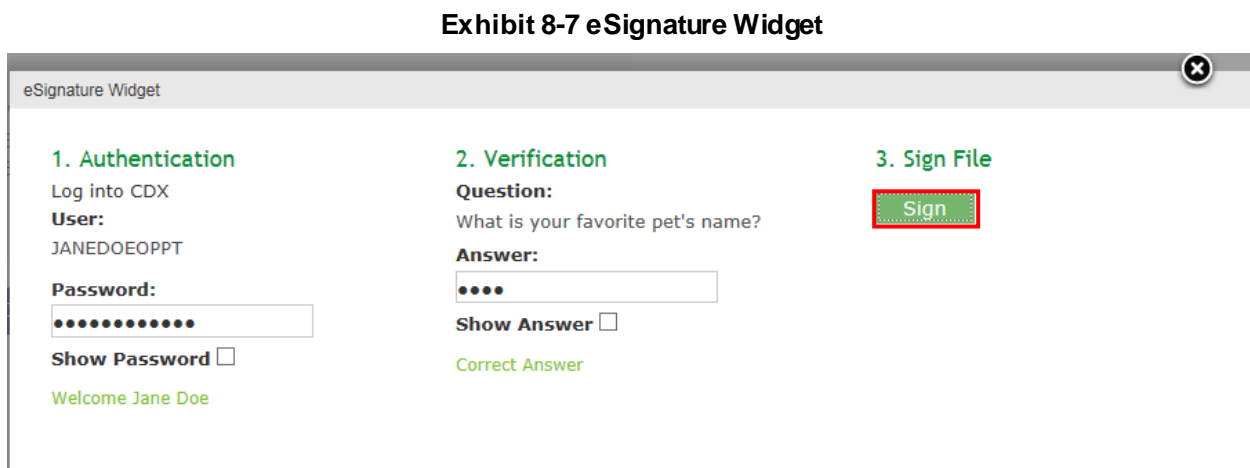 Exhibit 8-7 eSignature Widget
eSignature Widget
1. Authentication
Log into CDX
User:
JANEDOEOPPT
Password:
••••••••••••
Show Password
Welcome Jane Doe
2. Verification
Question:
What is your favorite pet's name?
Answer:
••••
Show Answer
Correct Answer
3. Sign File
Sign